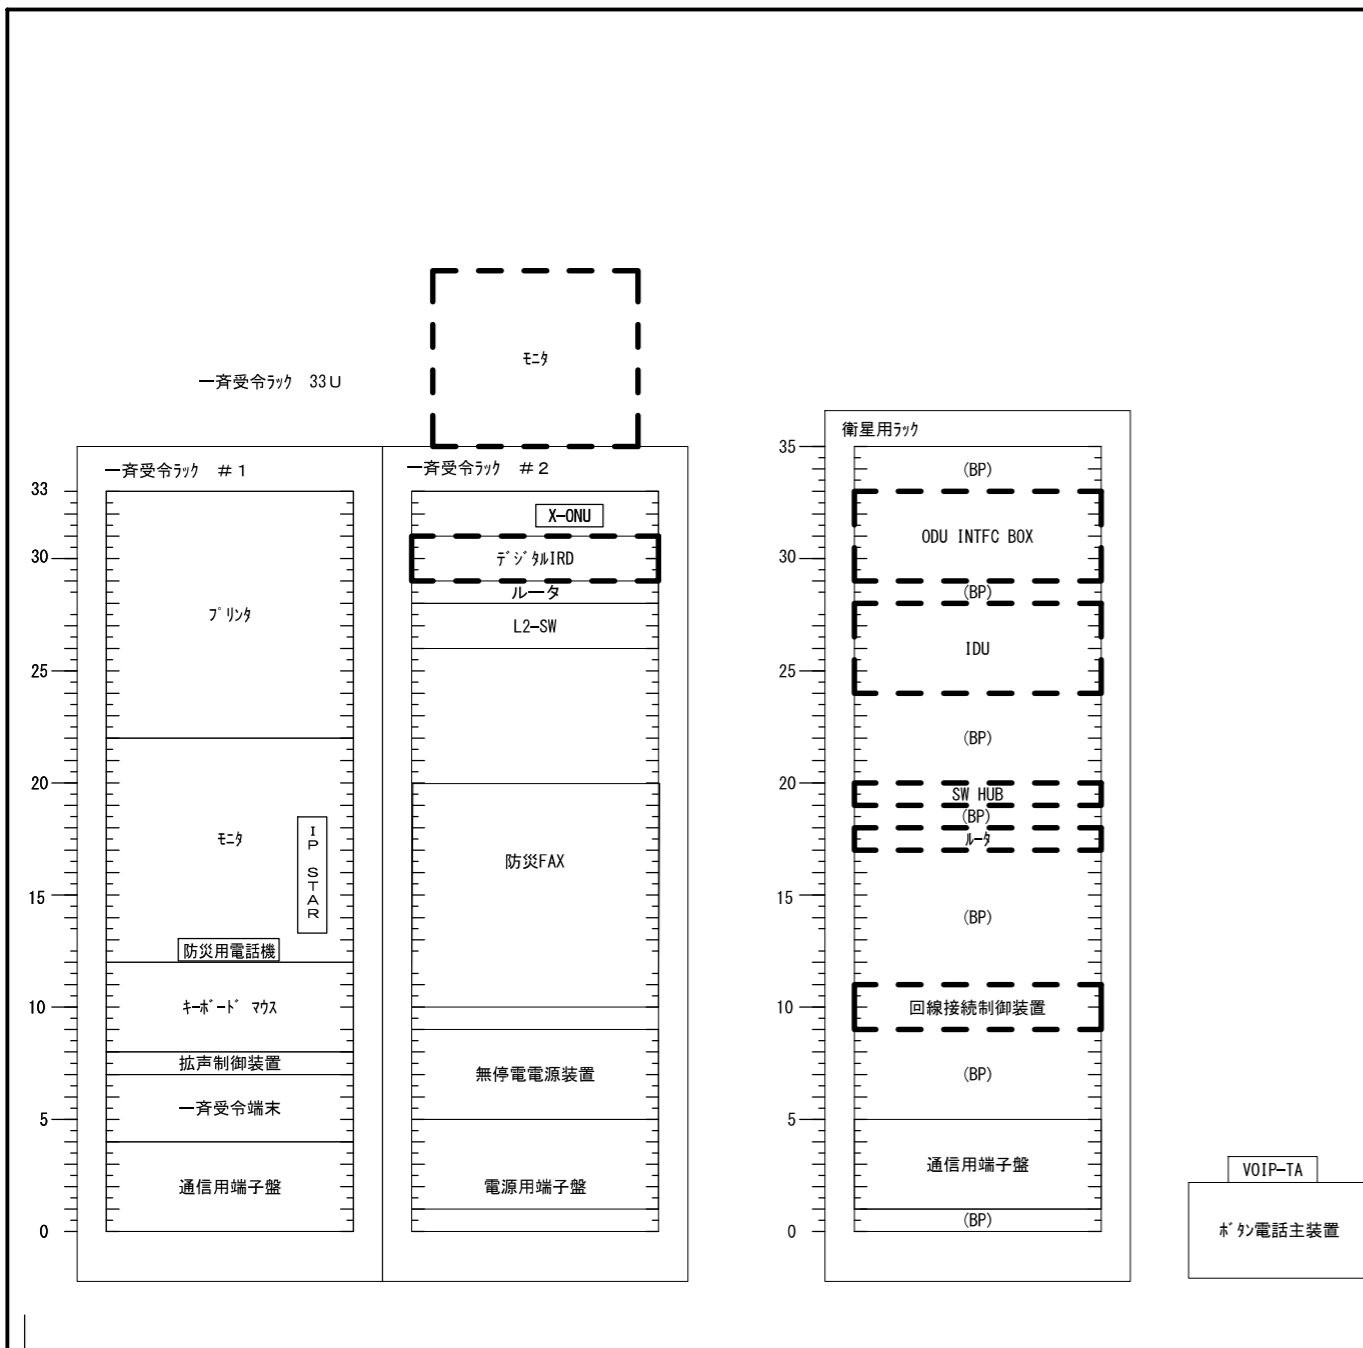 モニタ
一斉受令ラック 33U
一斉受令ラック #1
33
30
25
20
15
10
5
0
プリンタ
モニタ
IP STAR
防災用電話機
キーボード マウス
拡声制御装置
一斉受令端末
通信用端子盤
一斉受令ラック #2
X-ONU
デジタルIRD
ルータ
L2-SW
防災FAX
無停電電源装置
電源用端子盤
衛星用ラック
35
30
25
20
15
10
5
0
(BP)
ODU INTFC BOX
(BP)
IDU
(BP)
SW HUB
(BP)
ルータ
(BP)
回線接続制御装置
(BP)
通信用端子盤
(BP)
VOIP-TA
ボタン電話主装置